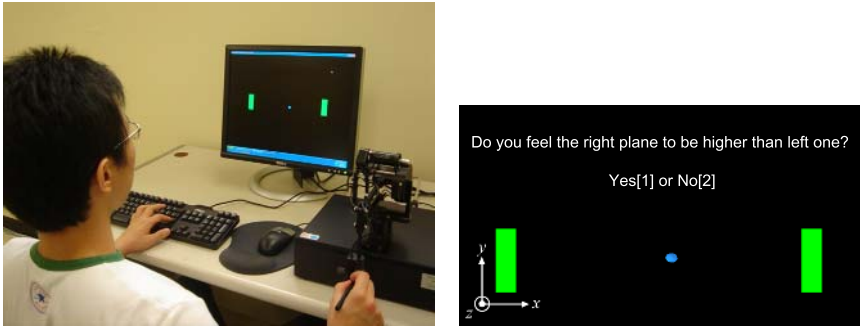 Do you feel the right plane to be higher than left one?
Yes[1] or No[2]
y
z
x